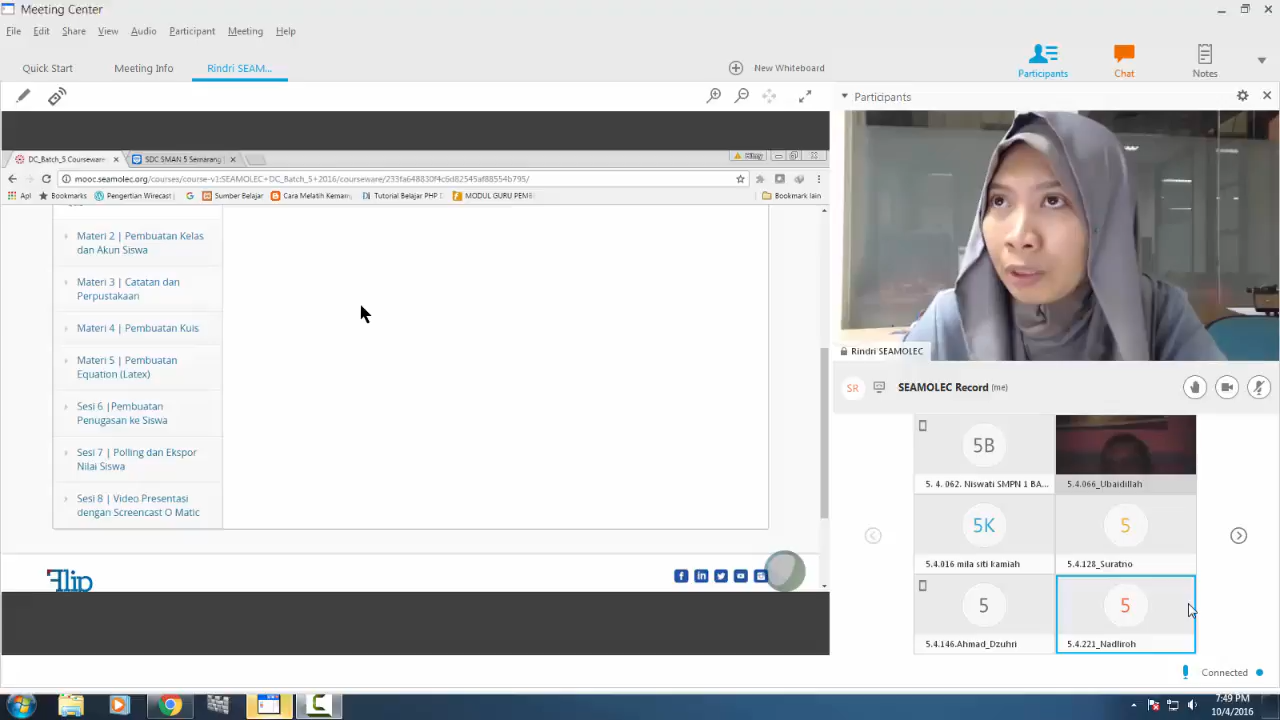 Meeting Center
File Edit Share View Audio Participant Meeting Help
Quick Start Meeting Info Rindri SEAM... New Whiteboard
Participants Chat Notes
Participants
DC_Batch_5 Courseware SDC SMAN 5 Semarang
mooc.seamolec.org/courses/course-v1:SEAMOLEC+DC_Batch_5+2016/courseware/233fa648830f4c6d82545af88554b795/
Apl Bookmarks Pengertian Wirecast G Sumber Belajar Cara Melatih Keman Tutorial Belajar PHP MODUL GURU PEMB Bookmark lain
Materi 2 | Pembuatan Kelas
dan Akun Siswa
Materi 3 | Catatan dan
Perpustakaan
Materi 4 | Pembuatan Kuis
Materi 5 | Pembuatan
Equation (Latex)
Sesi 6 |Pembuatan
Penugasan ke Siswa
Sesi 7 | Polling dan Ekspor
Nilai Siswa
Sesi 8 | Video Presentasi
dengan Screencast O Matic
Flip
Rindri SEAMOLEC
SR SEAMOLEC Record (me)
5B
5. 4. 062. Niswati SMPN 1 BA... 5.4.066_Ubaidillah
5K 5
5.4.016 mila siti kamiah 5.4.128_Suratno
5 5
5.4.146.Ahmad_Dzuhri 5.4.221_Nadliroh
Connected
7:49 PM
10/4/2016